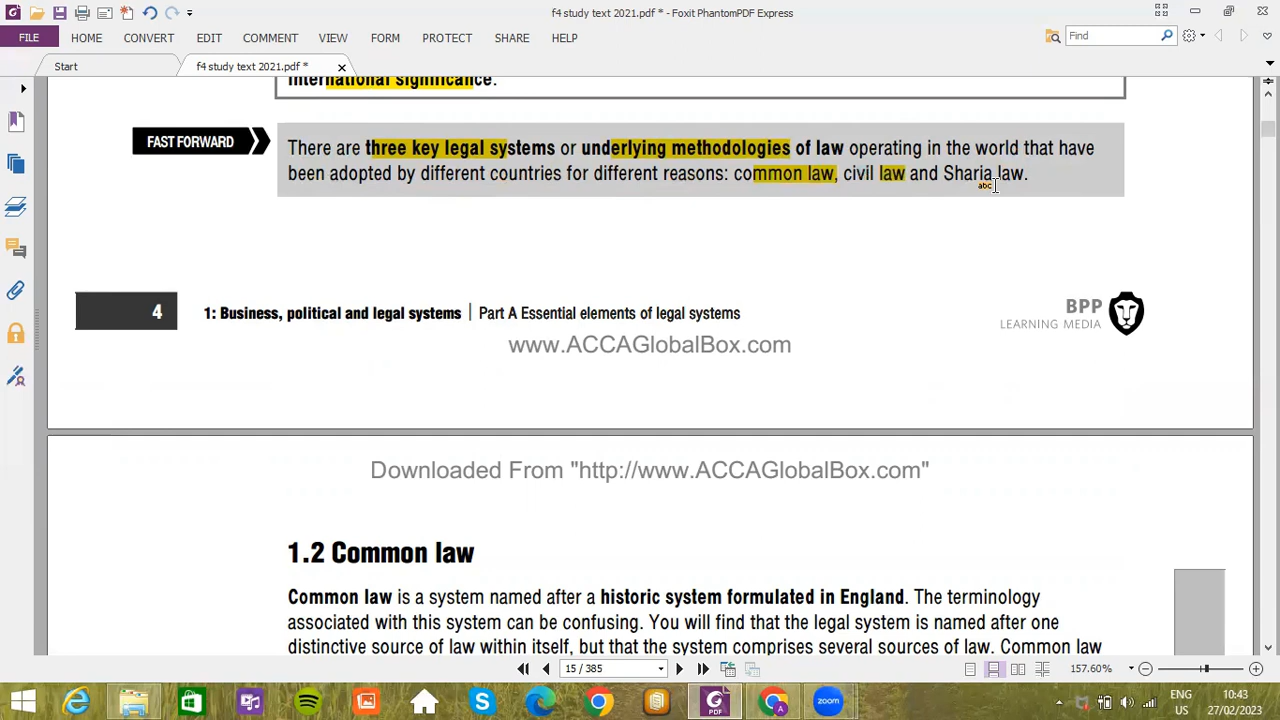 f4 study text 2021.pdf * - Foxit PhantomPDF Express
FILE HOME CONVERT EDIT COMMENT VIEW FORM PROTECT SHARE HELP
Find
Start
f4 study text 2021.pdf *
international significance.
FAST FORWARD
There are three key legal systems or underlying methodologies of law operating in the world that have
been adopted by different countries for different reasons: common law, civil law and Sharia law.
abc
4
1: Business, political and legal systems | Part A Essential elements of legal systems
BPP
LEARNING MEDIA
www.ACCAGlobalBox.com
Downloaded From "http://www.ACCAGlobalBox.com"
1.2 Common law
Common law is a system named after a historic system formulated in England. The terminology
associated with this system can be confusing. You will find that the legal system is named after one
distinctive source of law within itself, but that the system comprises several sources of law. Common law
15 / 385
157.60%
PDF
zoom
ENG
10:43
US
27/02/2023